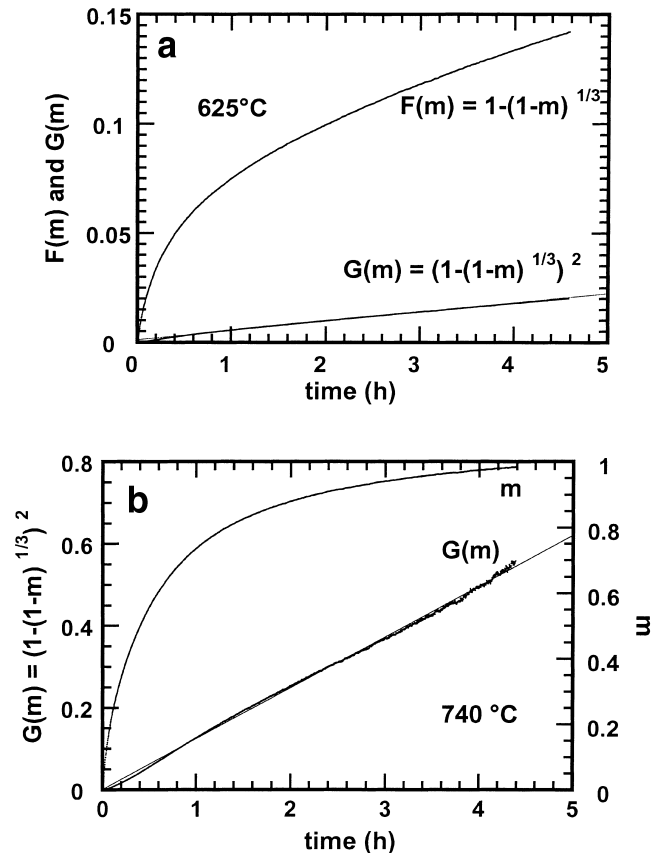 0.15
a
625°C
F(m) = 1-(1-m) 1/3
0.1
F(m) and G(m)
0.05
G(m) = (1-(1-m) 1/3) 2
0
0 1 2 3 4 5
time (h)
0.8 1
b
m
G(m) = (1-(1-m) 1/3) 2
0.6 0.8
G(m)
0.6
0.4
m
0.4
0.2
740 °C
0.2
0 0
0 1 2 3 4 5
time (h)